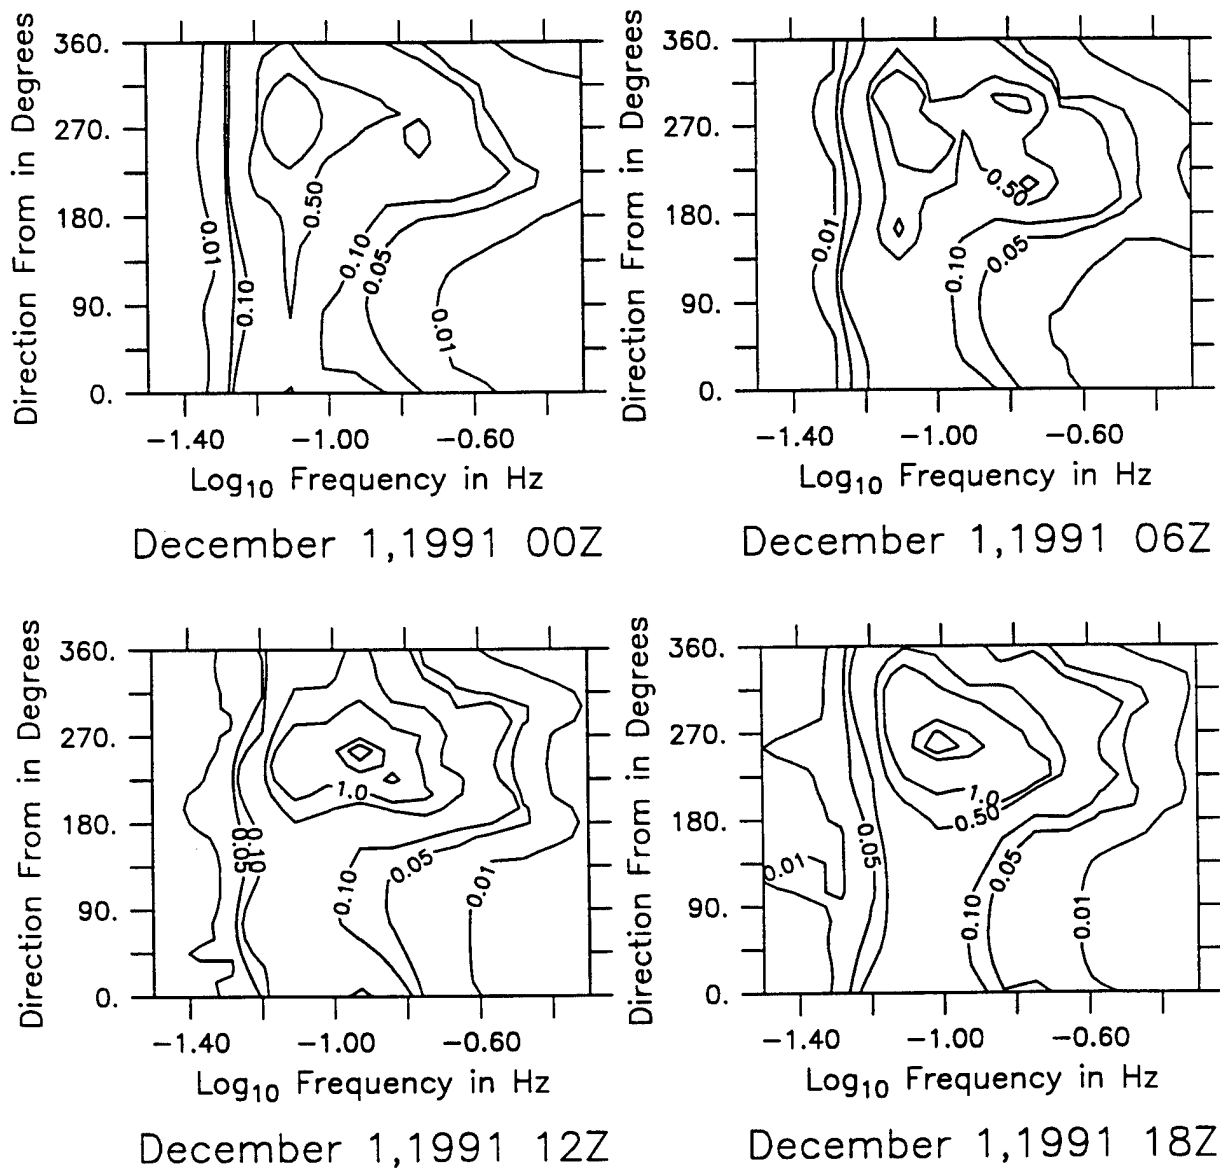 Direction From in Degrees
360.
270.
180.
90.
0.
0.01
0.10
0.50
0.10
0.05
0.01
−1.40 −1.00 −0.60
Log10 Frequency in Hz
December 1,1991 00Z
Direction From in Degrees
360.
270.
180.
90.
0.
0.01
0.50
0.10
0.05
−1.40 −1.00 −0.60
Log10 Frequency in Hz
December 1,1991 06Z
Direction From in Degrees
360.
270.
180.
90.
0.
1.0
0.05
0.10
0.10
0.05
0.01
−1.40 −1.00 −0.60
Log10 Frequency in Hz
December 1,1991 12Z
Direction From in Degrees
360.
270.
180.
90.
0.
1.0
0.50
0.05
0.01
0.05
0.10
0.01
−1.40 −1.00 −0.60
Log10 Frequency in Hz
December 1,1991 18Z